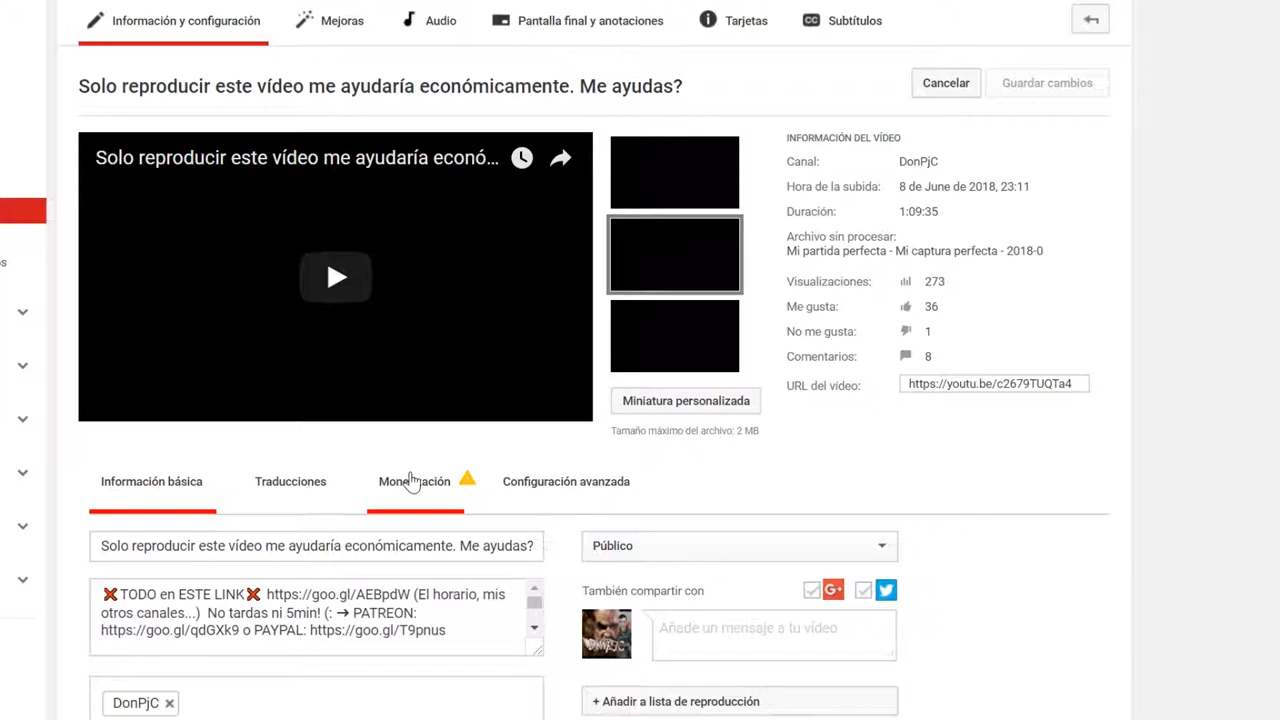 Información y configuración
Mejoras
Audio
Pantalla final y anotaciones
Tarjetas
CC
Subtítulos
Solo reproducir este vídeo me ayudaría económicamente. Me ayudas?
Cancelar
Guardar cambios
Solo reproducir este vídeo me ayudaría econó...
INFORMACIÓN DEL VÍDEO
Canal: DonPjC
Hora de la subida: 8 de June de 2018, 23:11
Duración: 1:09:35
Archivo sin procesar:
Mi partida perfecta - Mi captura perfecta - 2018-0
Visualizaciones: 273
Me gusta: 36
No me gusta: 1
Comentarios: 8
URL del vídeo: https://youtu.be/c2679TUQTa4
Miniatura personalizada
Tamaño máximo del archivo: 2 MB
Información básica
Traducciones
Configuración avanzada
Solo reproducir este vídeo me ayudaría económicamente. Me ayudas?
Público
❌TODO en ESTE LINK❌ https://goo.gl/AEBpdW (El horario, mis
otros canales...) No tardas ni 5min! (: ➔ PATREON:
https://goo.gl/qdGXk9 o PAYPAL: https://goo.gl/T9pnus
También compartir con
G+
Añade un mensaje a tu vídeo
DonPjC ×
+ Añadir a lista de reproducción